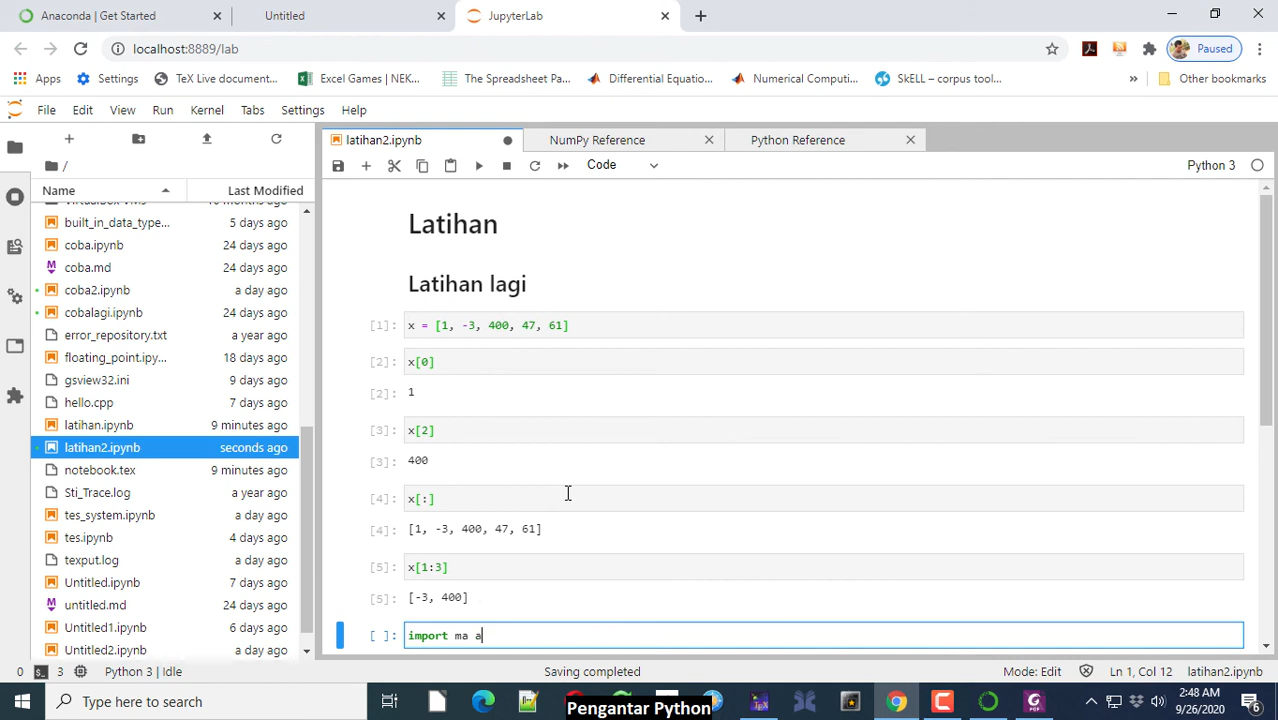 Anaconda | Get Started
Untitled
JupyterLab
localhost:8889/lab
Paused
Apps
Settings
TeX Live document...
Excel Games | NEK...
The Spreadsheet Pa...
Differential Equatio...
Numerical Computi...
SkELL – corpus tool...
»
Other bookmarks
File Edit View Run Kernel Tabs Settings Help
latihan2.ipynb
NumPy Reference
Python Reference
Code
Python 3
/
Name
Last Modified
built_in_data_type... 5 days ago
coba.ipynb 24 days ago
coba.md 24 days ago
coba2.ipynb a day ago
cobalagi.ipynb 24 days ago
error_repository.txt a year ago
floating_point.ipy... 18 days ago
gsview32.ini 9 days ago
hello.cpp 7 days ago
latihan.ipynb 9 minutes ago
latihan2.ipynb seconds ago
notebook.tex 9 minutes ago
Sti_Trace.log a year ago
tes_system.ipynb a day ago
tes.ipynb 4 days ago
texput.log a day ago
Untitled.ipynb 7 days ago
untitled.md 24 days ago
Untitled1.ipynb 6 days ago
Untitled2.ipynb a day ago
Latihan
Latihan lagi
[1]: x = [1, -3, 400, 47, 61]
[2]: x[0]
[2]: 1
[3]: x[2]
[3]: 400
[4]: x[:]
[4]: [1, -3, 400, 47, 61]
[5]: x[1:3]
[5]: [-3, 400]
[ ]: import ma a
0 3 Python 3 | Idle
Saving completed
Mode: Edit
Ln 1, Col 12
latihan2.ipynb
Type here to search
Pengantar Python
2:48 AM
9/26/2020
6